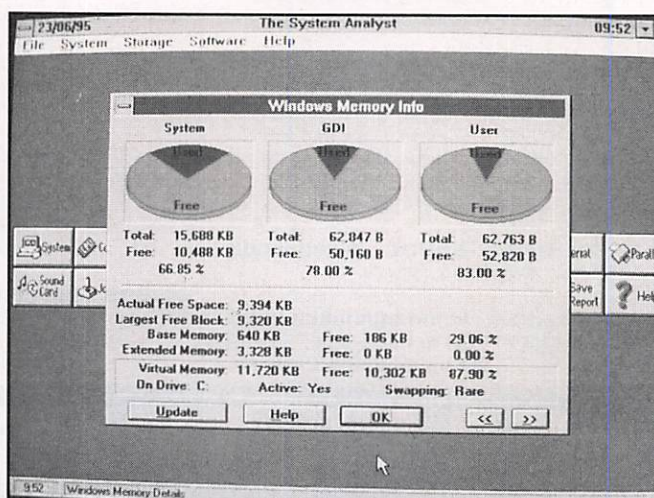 23/06/95 The System Analyst 09:52
File System Storage Software Help
Windows Memory Info
System GDI User
Used Used Used
Free Free Free
Total: 15,688 KB Total: 62,847 B Total: 62,763 B
Free: 10,488 KB Free: 50,160 B Free: 52,820 B
66.85 % 78.00 % 83.00 %
System
Sound Card
Save Report
Actual Free Space: 9,394 KB
Largest Free Block: 9,320 KB
Base Memory: 640 KB Free: 186 KB 29.06 %
Extended Memory: 3,328 KB Free: 0 KB 0.00 %
Virtual Memory: 11,720 KB Free: 10,302 KB 87.90 %
On Drive: C: Active: Yes Swapping: Rare
Update Help OK << >>
9:52 Windows Memory Details